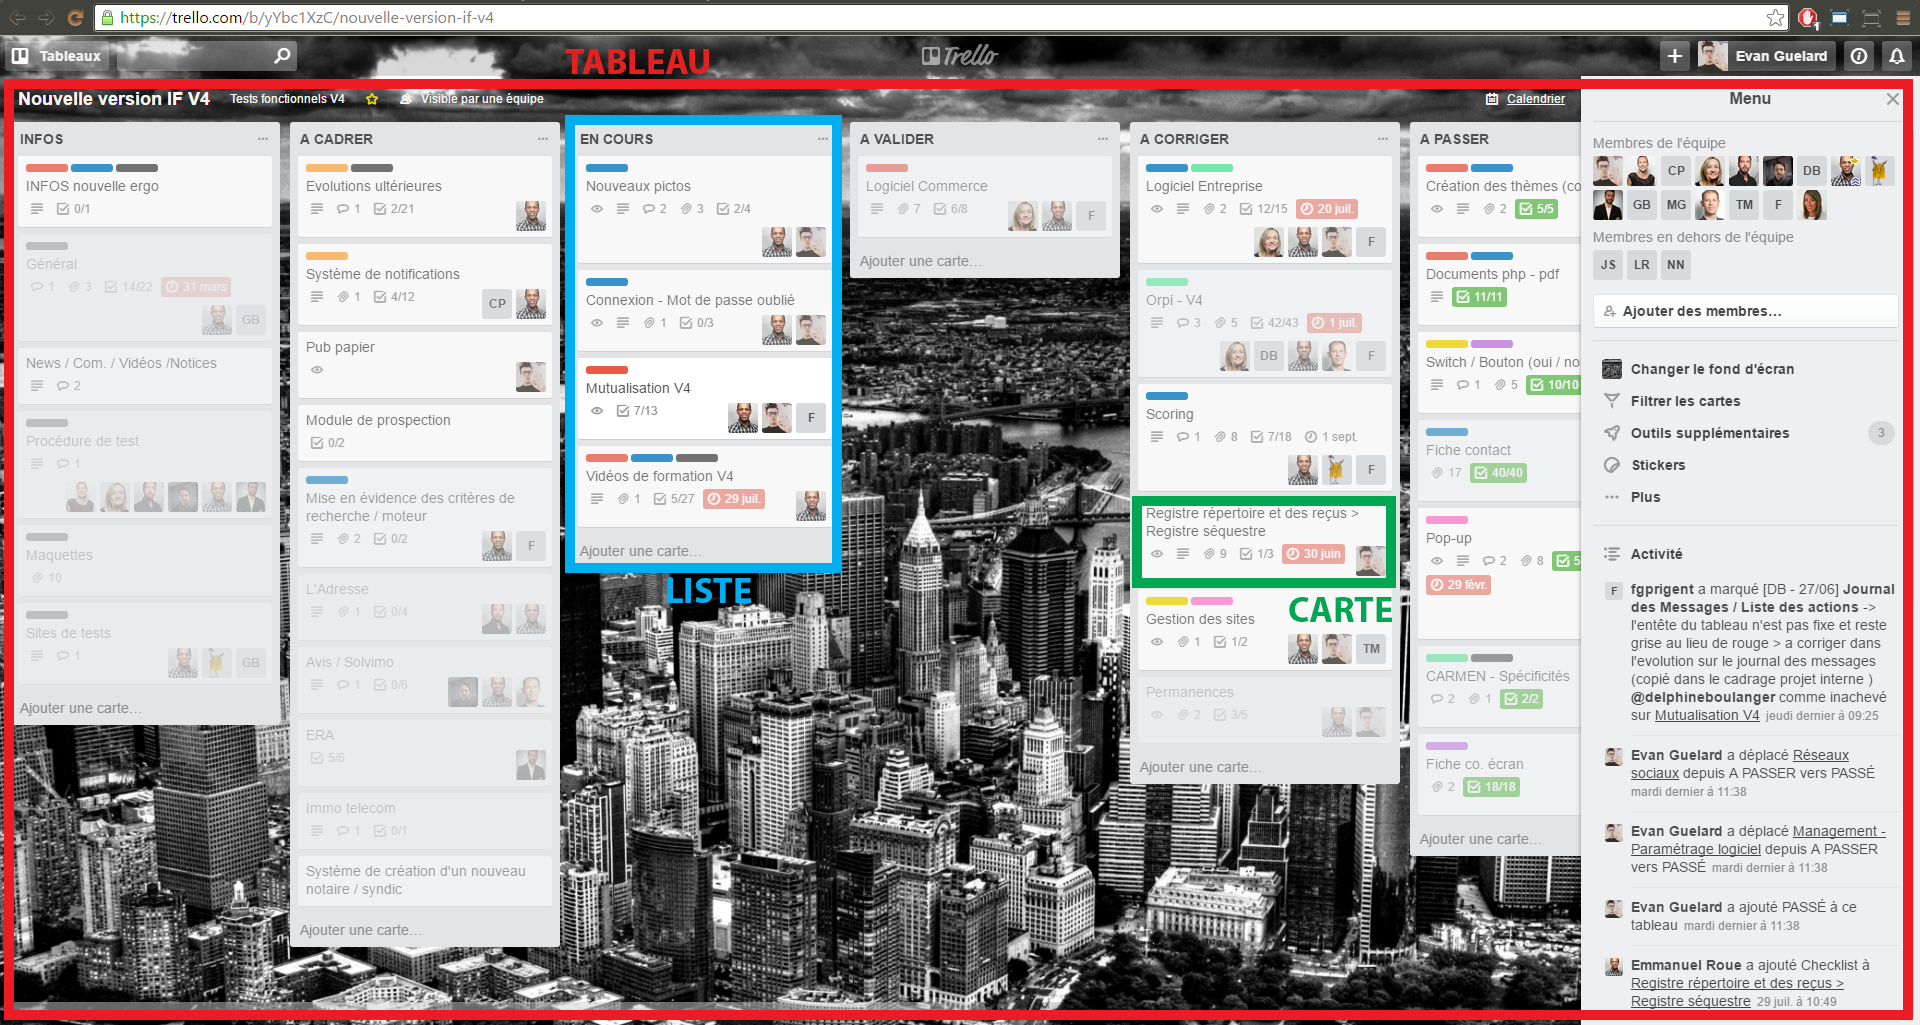 https://trello.com/b/yYbc1XzC/nouvelle-version-if-v4
1
Tableaux
TABLEAU
Trello
Evan Guelard
Nouvelle version IF V4
Tests fonctionnels V4
Visible par une équipe
Calendrier
INFOS
INFOS nouvelle ergo
0/1
Général
1 3 14/22 31 mars
GB
News / Com. / Vidéos /Notices
2
Procédure de test
1
Maquettes
10
Sites de tests
1
GB
Ajouter une carte…
A CADRER
Evolutions ultérieures
1 2/21
Système de notifications
1 4/12
CP
Pub papier
Module de prospection
0/2
Mise en évidence des critères de
recherche / moteur
2 0/2
F
L'Adresse
1 0/4
Avis / Solvimo
1 0/6
ERA
5/6
Immo telecom
1 0/1
Système de création d'un nouveau
notaire / syndic
Ajouter une carte…
EN COURS
Nouveaux pictos
2 3 2/4
Connexion - Mot de passe oublié
1 0/3
Mutualisation V4
7/13
F
Vidéos de formation V4
1 5/27 29 juil.
Ajouter une carte…
LISTE
A VALIDER
Logiciel Commerce
7 6/8
F
Ajouter une carte…
A CORRIGER
Logiciel Entreprise
2 12/15 20 juil.
F
Orpi - V4
3 5 42/43 1 juil.
DB F
Scoring
1 8 7/18 1 sept.
F
Registre répertoire et des reçus >
Registre séquestre
9 1/3 30 juin
CARTE
Gestion des sites
1 1/2
TM
Permanences
2 3/5
Ajouter une carte…
A PASSER
Création des thèmes (co
2 5/5
Documents php - pdf
1 11/11
Switch / Bouton (oui / no
1 5 10/10
Fiche contact
17 40/40
Pop-up
2 8 5
29 févr.
CARMEN - Spécificités
2 1 2/2
Fiche co. écran
2 18/18
Ajouter une carte…
Menu
Membres de l'équipe
CP DB
GB MG TM F
Membres en dehors de l'équipe
JS LR NN
Ajouter des membres…
Changer le fond d'écran
Filtrer les cartes
Outils supplémentaires 3
Stickers
Plus
Activité
F
fgprigent a marqué [DB - 27/06] Journal
des Messages / Liste des actions ->
l'entête du tableau n'est pas fixe et reste
grise au lieu de rouge > a corriger dans
l'evolution sur le journal des messages
(copié dans le cadrage projet interne )
@delphineboulanger comme inachevé
sur Mutualisation V4 jeudi dernier à 09:25
Evan Guelard a déplacé Réseaux
sociaux depuis A PASSER vers PASSÉ
mardi dernier à 11:38
Evan Guelard a déplacé Management -
Paramétrage logiciel depuis A PASSER
vers PASSÉ mardi dernier à 11:38
Evan Guelard a ajouté PASSÉ à ce
tableau mardi dernier à 11:38
Emmanuel Roue a ajouté Checklist à
Registre répertoire et des reçus >
Registre séquestre 29 juil. à 10:49